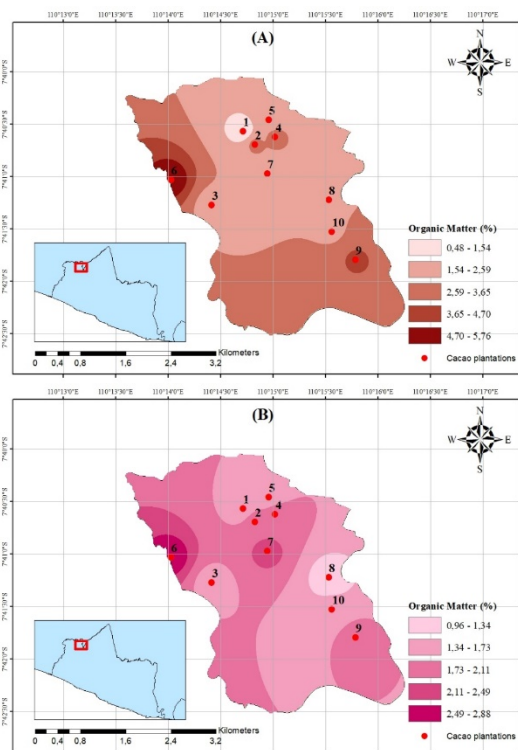 110°13'0"E 110°13'30"E 110°14'0"E 110°14'30"E 110°15'0"E 110°15'30"E 110°16'0"E 110°16'30"E 110°17'0"E
(A)
N
W E
S
7°40'0"S
7°40'30"S
7°41'0"S
7°41'30"S
7°42'0"S
7°42'30"S
5
1
4
2
7
6
3
8
10
9
Organic Matter (%)
0,48 - 1,54
1,54 - 2,59
2,59 - 3,65
3,65 - 4,70
4,70 - 5,76
Cacao plantations
Kilometers
0 0,4 0,8 1,6 2,4 3,2
110°13'0"E 110°13'30"E 110°14'0"E 110°14'30"E 110°15'0"E 110°15'30"E 110°16'0"E 110°16'30"E 110°17'0"E
(B)
N
W E
S
7°40'0"S
7°40'30"S
7°41'0"S
7°41'30"S
7°42'0"S
7°42'30"S
5
1
4
2
7
6
3
8
10
9
Organic Matter (%)
0,96 - 1,34
1,34 - 1,73
1,73 - 2,11
2,11 - 2,49
2,49 - 2,88
Cacao plantations
Kilometers
0 0,4 0,8 1,6 2,4 3,2